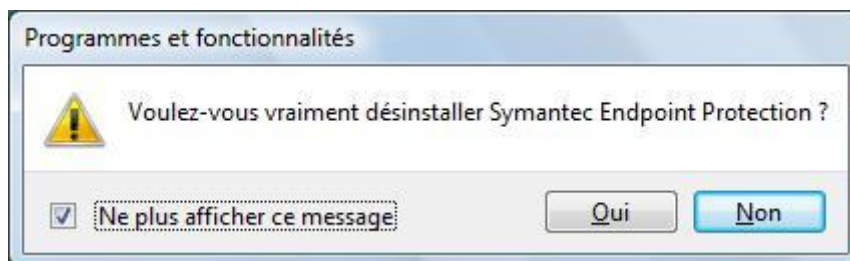 Programmes et fonctionnalités
Voulez-vous vraiment désinstaller Symantec Endpoint Protection ?
Ne plus afficher ce message
Oui
Non